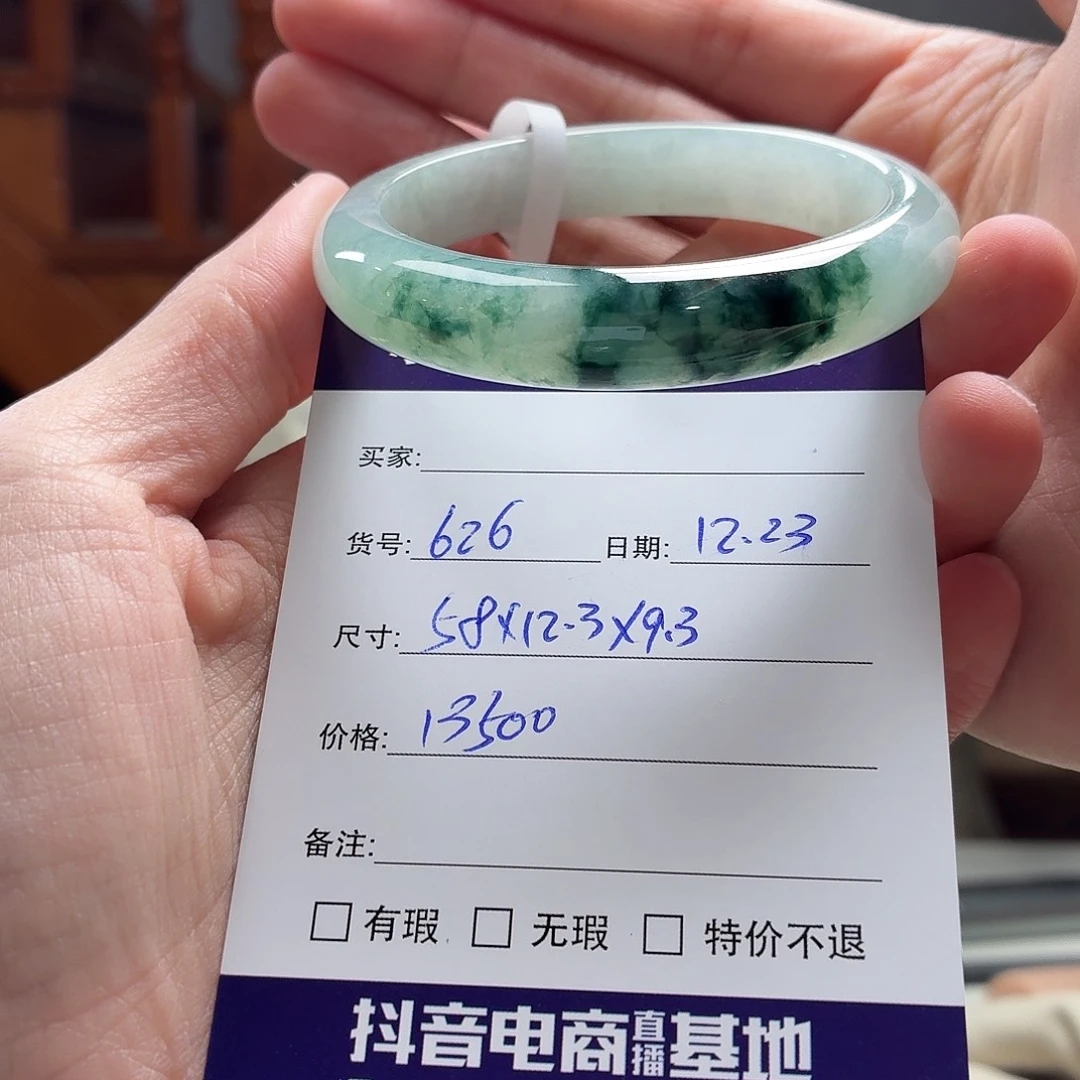 买家:
货号: 626 日期: 12.23
尺寸: 58x12.3x9.3
价格: 13500
备注:
□ 有瑕 □ 无瑕 □ 特价不退
抖音电商直播基地